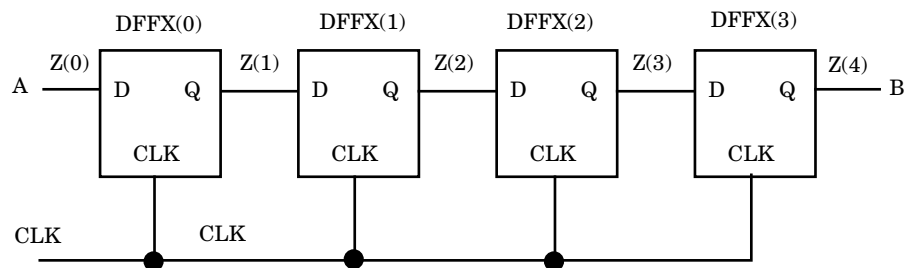 DFFX(0) DFFX(1) DFFX(2) DFFX(3)
Z(0) Z(1) Z(2) Z(3) Z(4)
A D Q D Q D Q D Q B
CLK CLK CLK CLK
CLK CLK